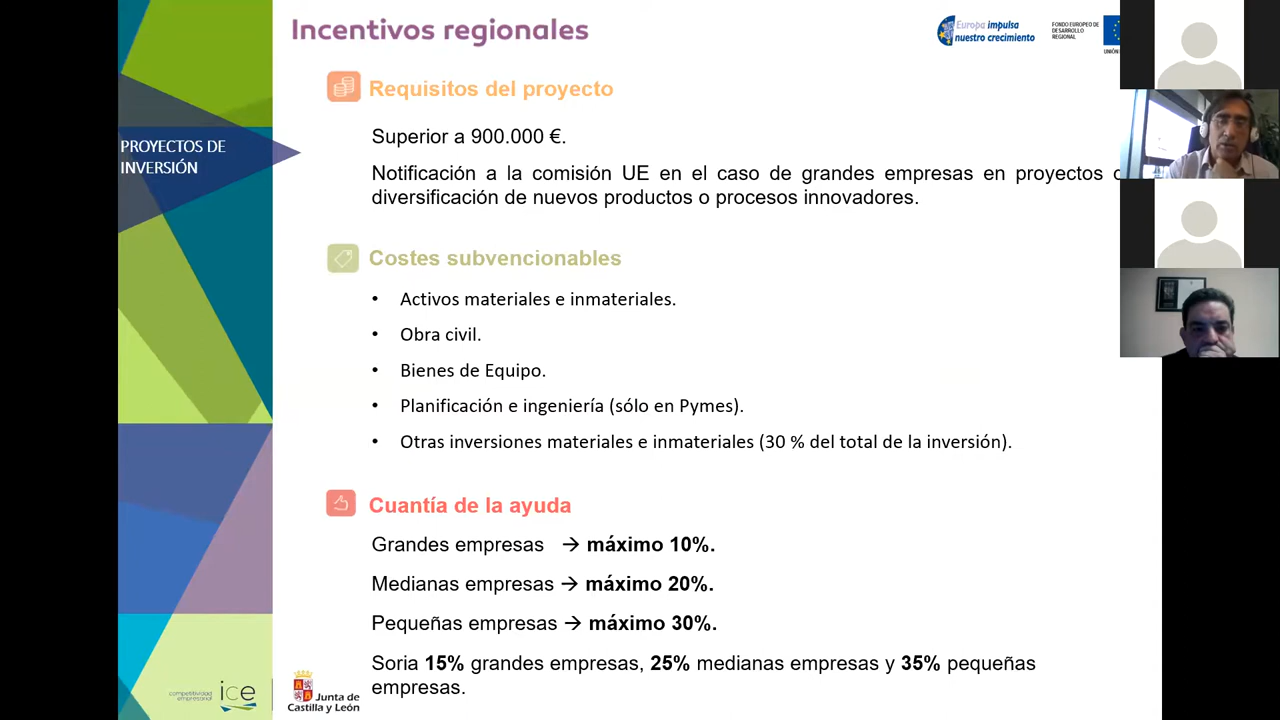 Incentivos regionales
Europa impulsa
nuestro crecimiento
FONDO EUROPEO DE
DESARROLLO
REGIONAL
PROYECTOS DE
INVERSIÓN
Requisitos del proyecto
Superior a 900.000 €.
Notificación a la comisión UE en el caso de grandes empresas en proyectos
diversificación de nuevos productos o procesos innovadores.
Costes subvencionables
• Activos materiales e inmateriales.
• Obra civil.
• Bienes de Equipo.
• Planificación e ingeniería (sólo en Pymes).
• Otras inversiones materiales e inmateriales (30 % del total de la inversión).
Cuantía de la ayuda
Grandes empresas → máximo 10%.
Medianas empresas → máximo 20%.
Pequeñas empresas → máximo 30%.
Soria 15% grandes empresas, 25% medianas empresas y 35% pequeñas
empresas.
competitividad
empresarial
ice
Junta de
Castilla y León